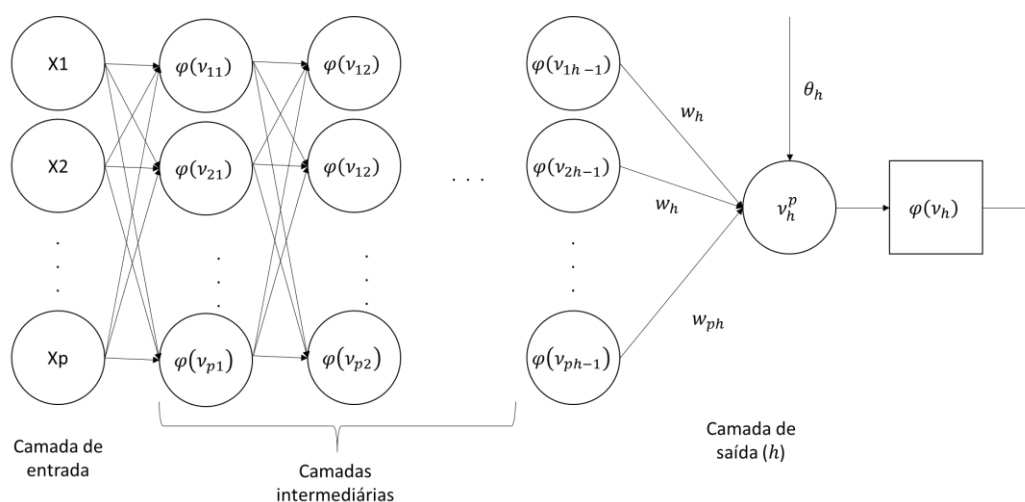 X1 φ(ν₁₁) φ(ν₁₂) φ(ν₁ₕ₋₁)
wₕ
θₕ
X2 φ(ν₂₁) φ(ν₁₂) φ(ν₂ₕ₋₁)
. . .
wₕ
νₕᵖ φ(νₕ)
wₚₕ
Xp φ(νₚ₁) φ(νₚ₂) φ(νₚₕ₋₁)
Camada de
entrada
Camadas
intermediárias
Camada de
saída (h)